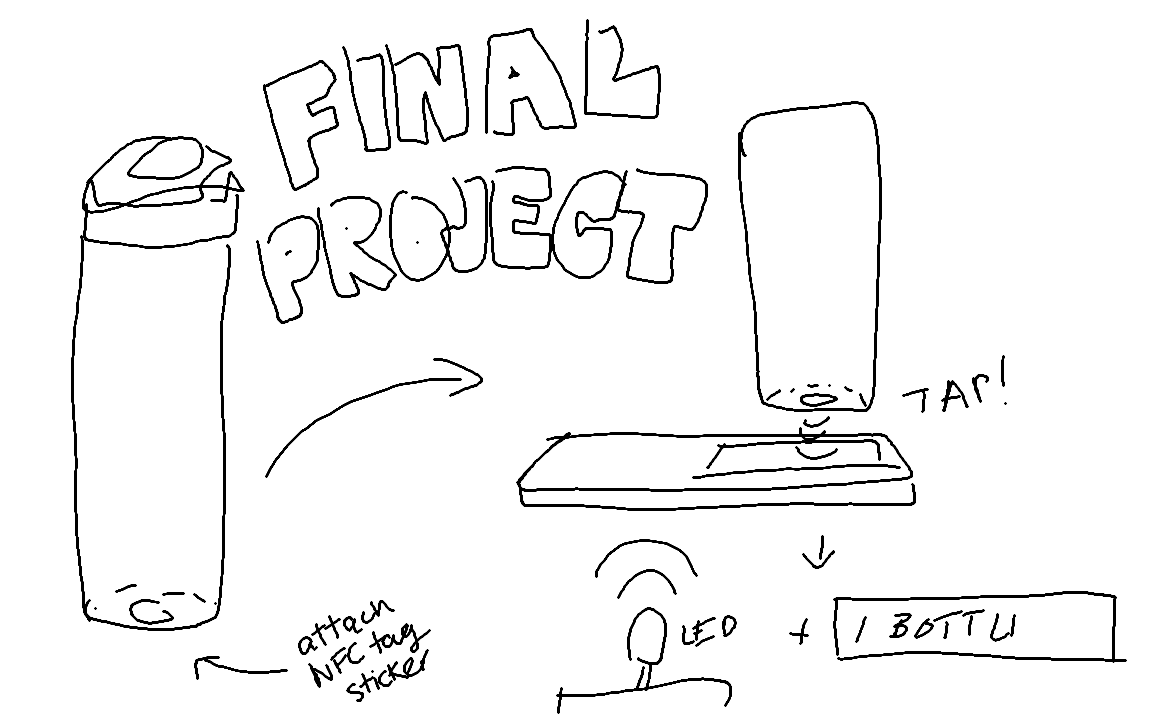 FINAL
PROJECT
TAP!
attach
NFC tag
sticker
LED + 1 BOTTLE